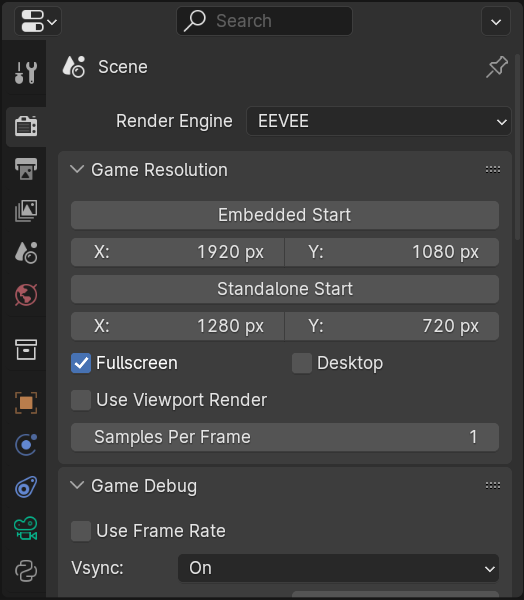 Search
Scene
Render Engine EEVEE
Game Resolution
Embedded Start
X: 1920 px Y: 1080 px
Standalone Start
X: 1280 px Y: 720 px
Fullscreen Desktop
Use Viewport Render
Samples Per Frame 1
Game Debug
Use Frame Rate
Vsync: On